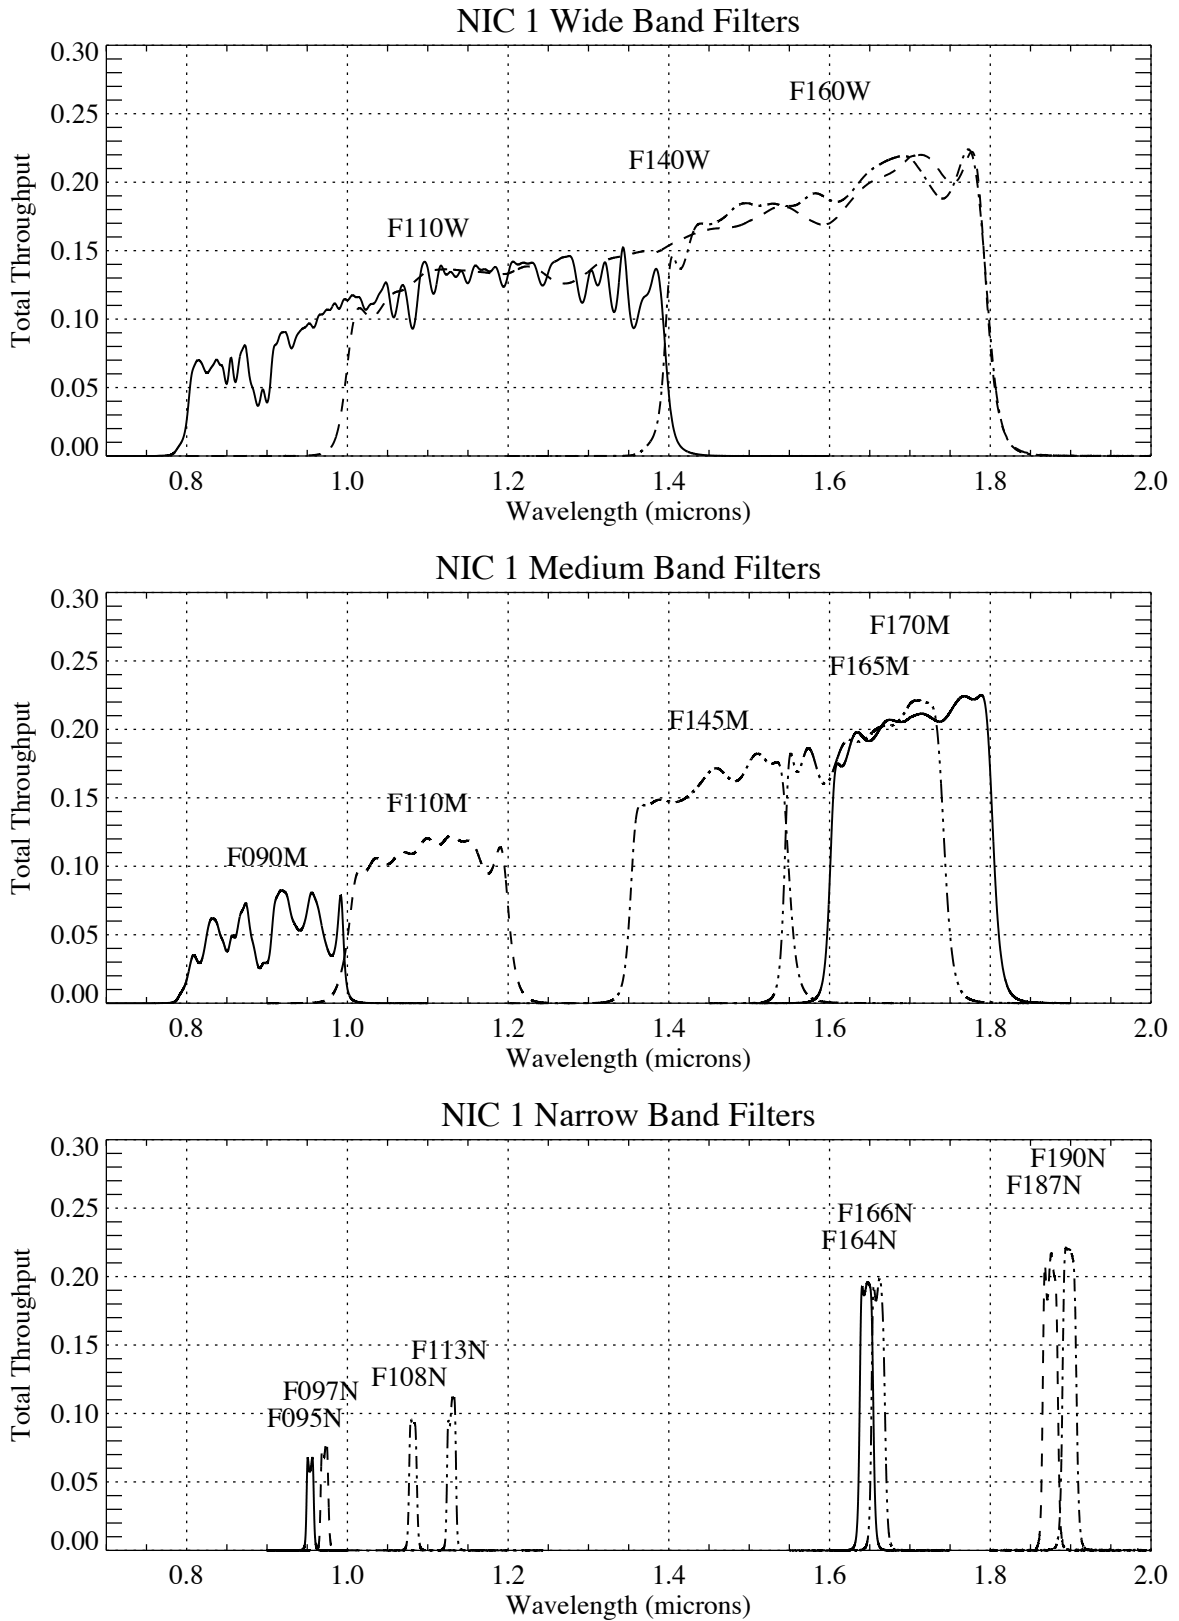 NIC 1 Wide Band Filters
0.30
F160W
0.25
F140W
0.20
F110W
0.15
0.10
0.05
0.00
Total Throughput
0.8 1.0 1.2 1.4 1.6 1.8 2.0
Wavelength (microns)
NIC 1 Medium Band Filters
0.30
F170M
F165M
0.25
F145M
0.20
F110M
0.15
F090M
0.10
0.05
0.00
Total Throughput
0.8 1.0 1.2 1.4 1.6 1.8 2.0
Wavelength (microns)
NIC 1 Narrow Band Filters
0.30
F190N
F187N
0.25
F166N
F164N
0.20
F113N
0.15
F108N
F097N
F095N
0.10
0.05
0.00
Total Throughput
0.8 1.0 1.2 1.4 1.6 1.8 2.0
Wavelength (microns)